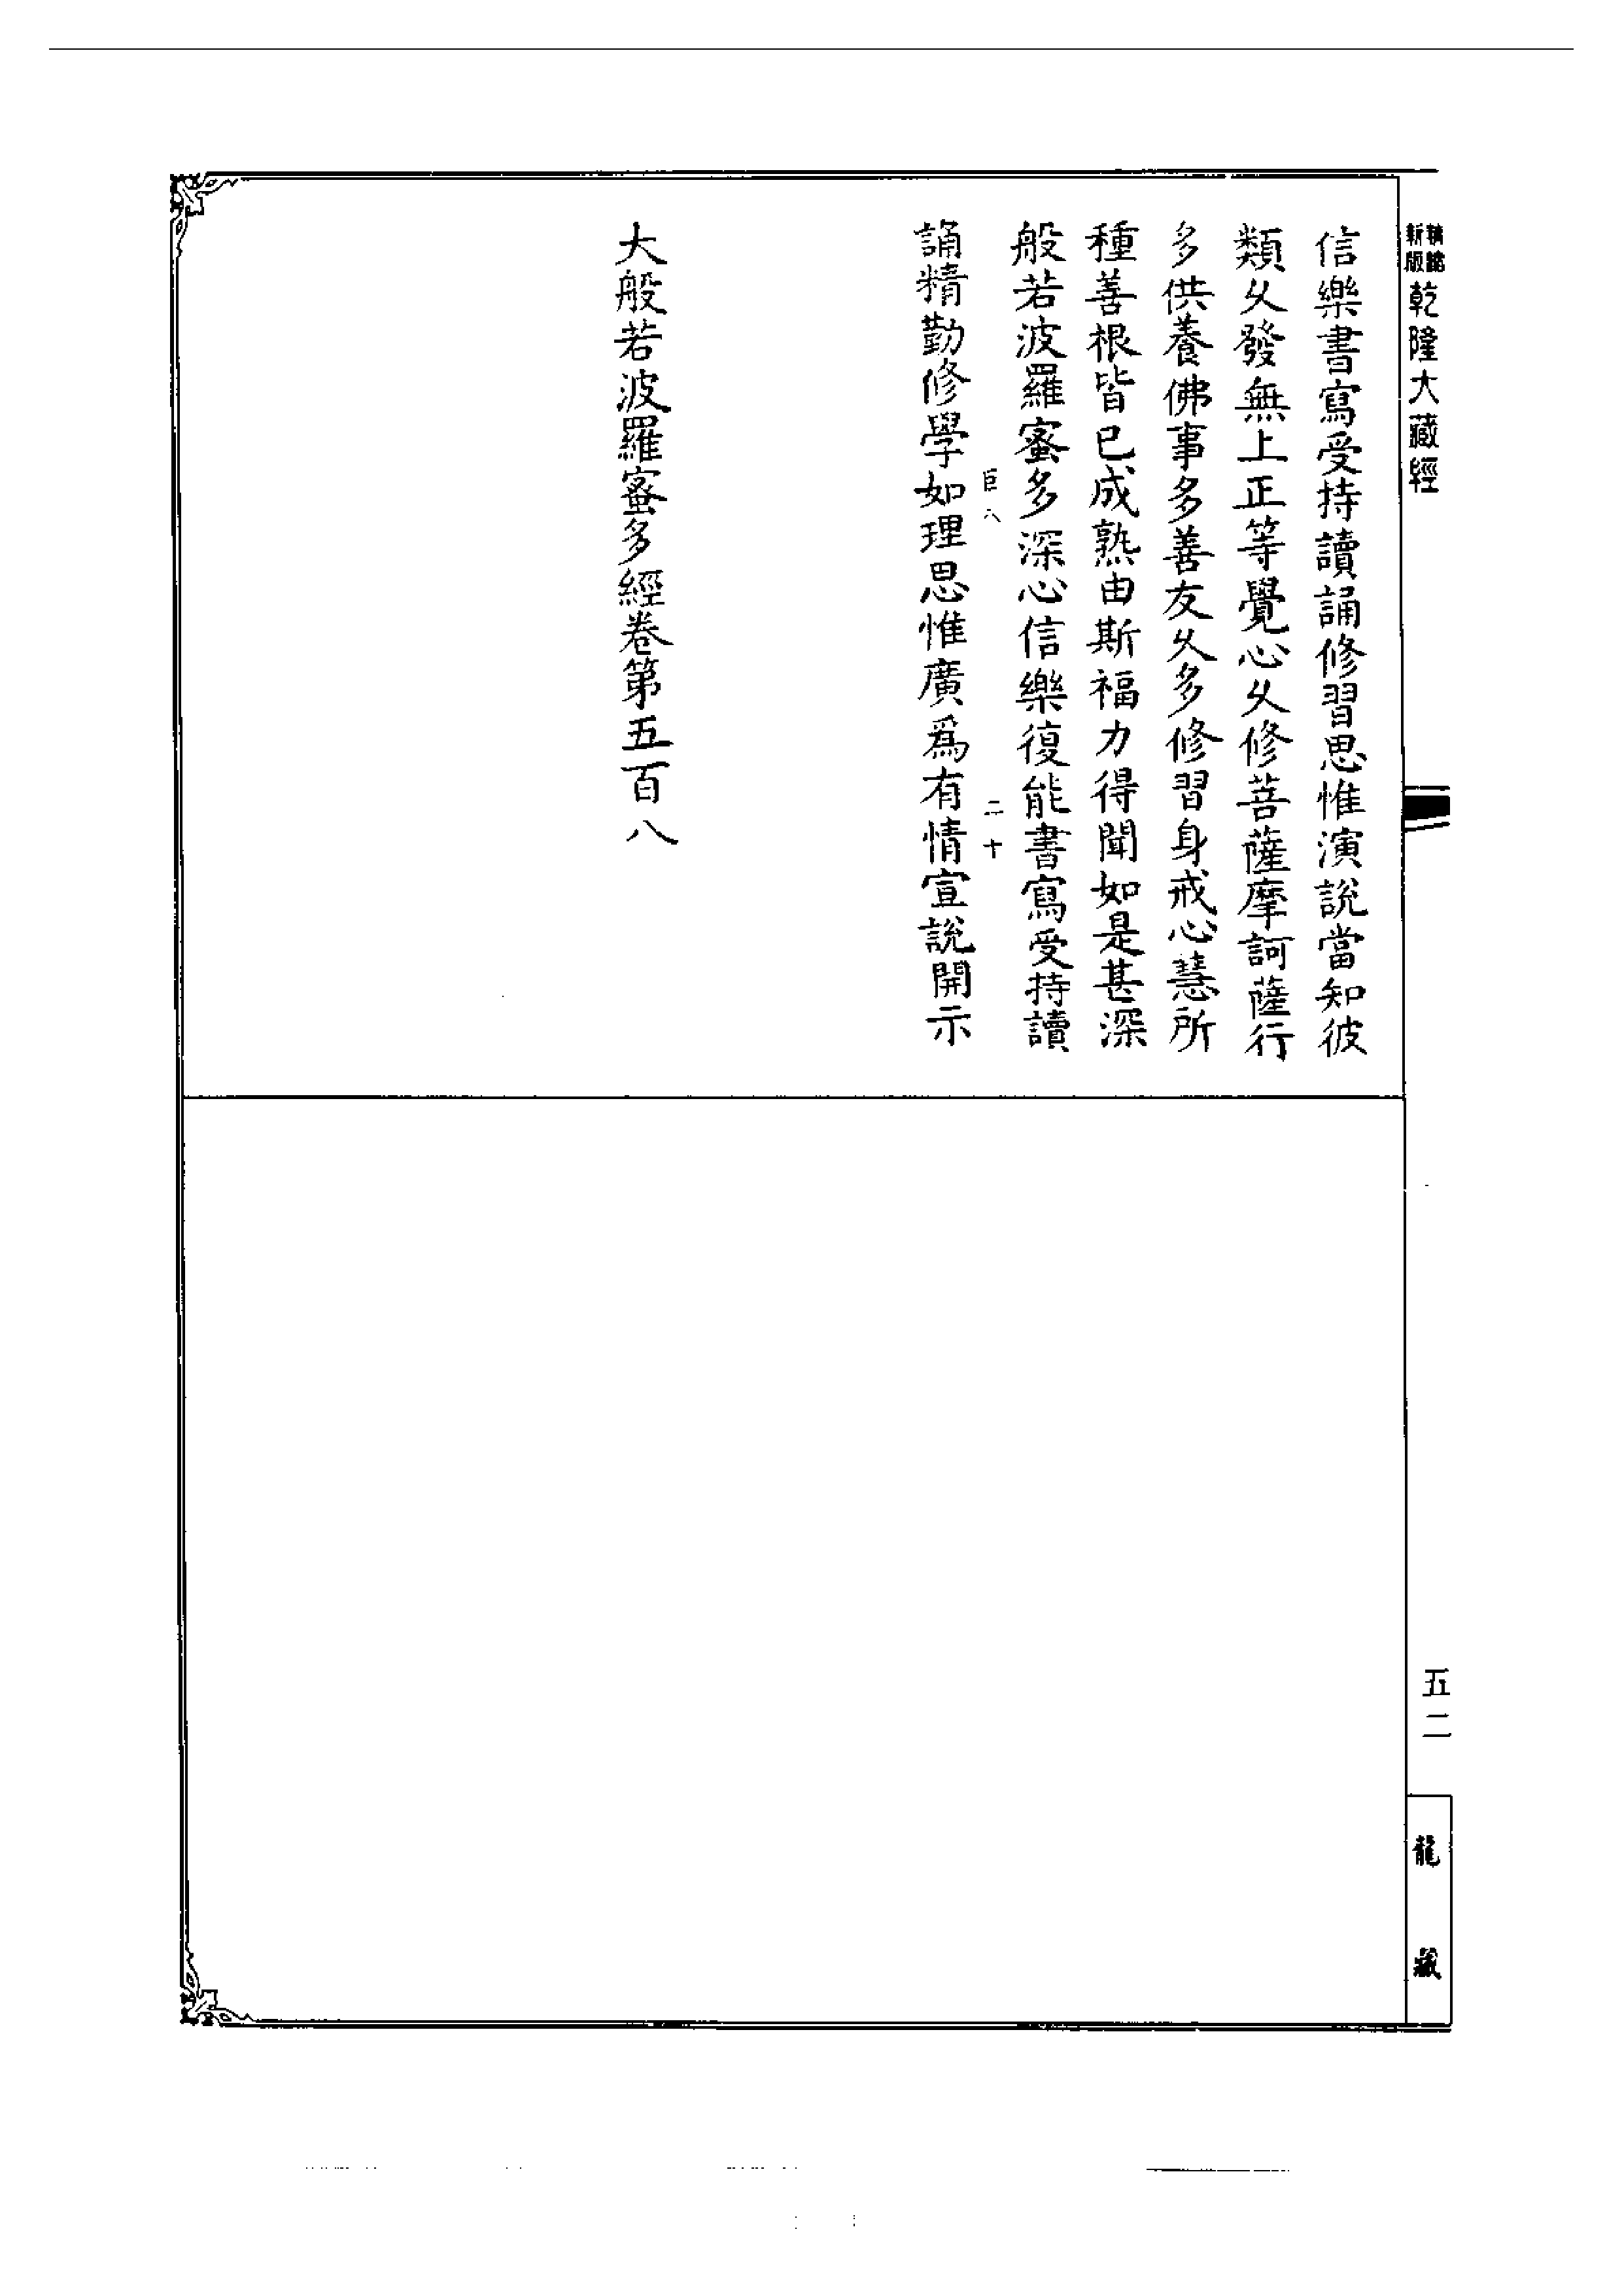 新版
精縮
乾隆大藏經
信樂書寫受持讀誦修習思惟演說當知彼
類久發無上正等覺心久修菩薩摩訶薩行
多供養佛事多善友久多修習身戒心慧所
種善根皆已成熟由斯福力得聞如是甚深
般若波羅蜜多深心信樂復能書寫受持讀
巨八
二十
誦精勤修學如理思惟廣爲有情宣說開示
大般若波羅蜜多經卷第五百八
五二
龍藏